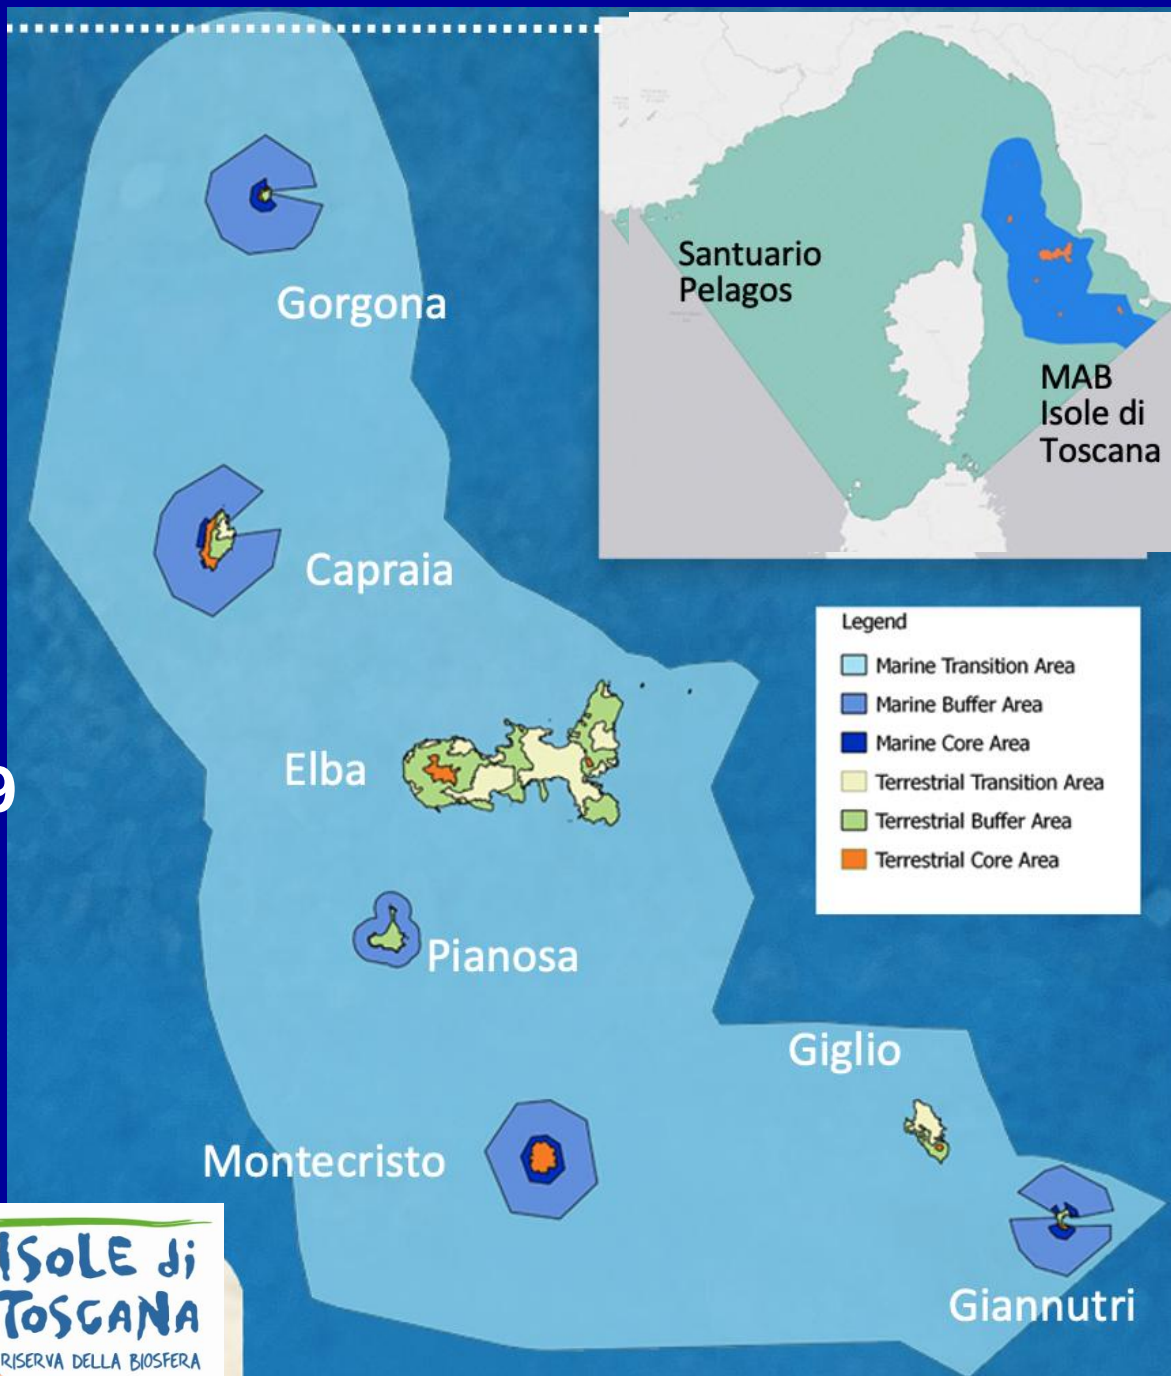 Santuario
Pelagos
MAB
Isole di
Toscana
Gorgona
Capraia
Elba
9
Pianosa
Giglio
Montecristo
Giannutri
Legend
Marine Transition Area
Marine Buffer Area
Marine Core Area
Terrestrial Transition Area
Terrestrial Buffer Area
Terrestrial Core Area
ISOLE di
TOSCANA
RISERVA DELLA BIOSFERA